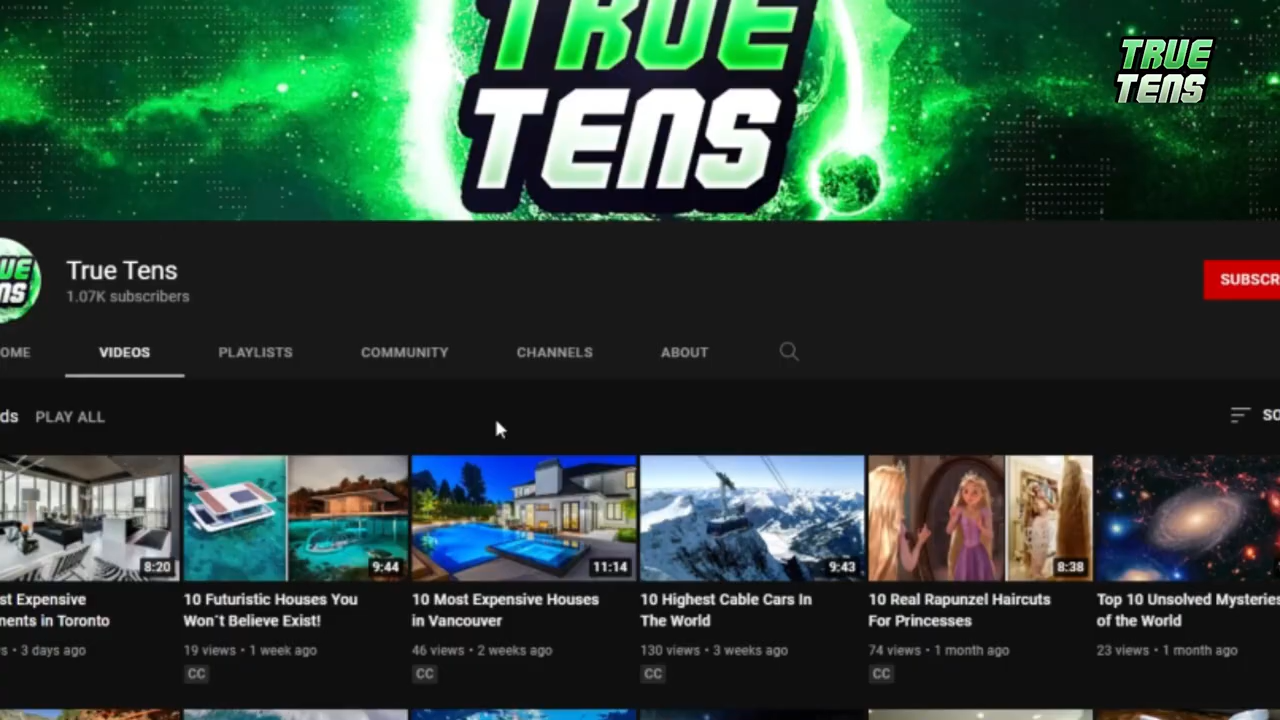 TRUE
TENS
TRUE
TENS
True Tens
1.07K subscribers
SUBSCR
OME
VIDEOS
PLAYLISTS
COMMUNITY
CHANNELS
ABOUT
ds
PLAY ALL
SO
8:20
9:44
11:14
9:43
8:38
st Expensive
nents in Toronto
s • 3 days ago
10 Futuristic Houses You
Won´t Believe Exist!
19 views • 1 week ago
CC
10 Most Expensive Houses
in Vancouver
46 views • 2 weeks ago
CC
10 Highest Cable Cars In
The World
130 views • 3 weeks ago
CC
10 Real Rapunzel Haircuts
For Princesses
74 views • 1 month ago
CC
Top 10 Unsolved Mysteries
of the World
23 views • 1 month ago